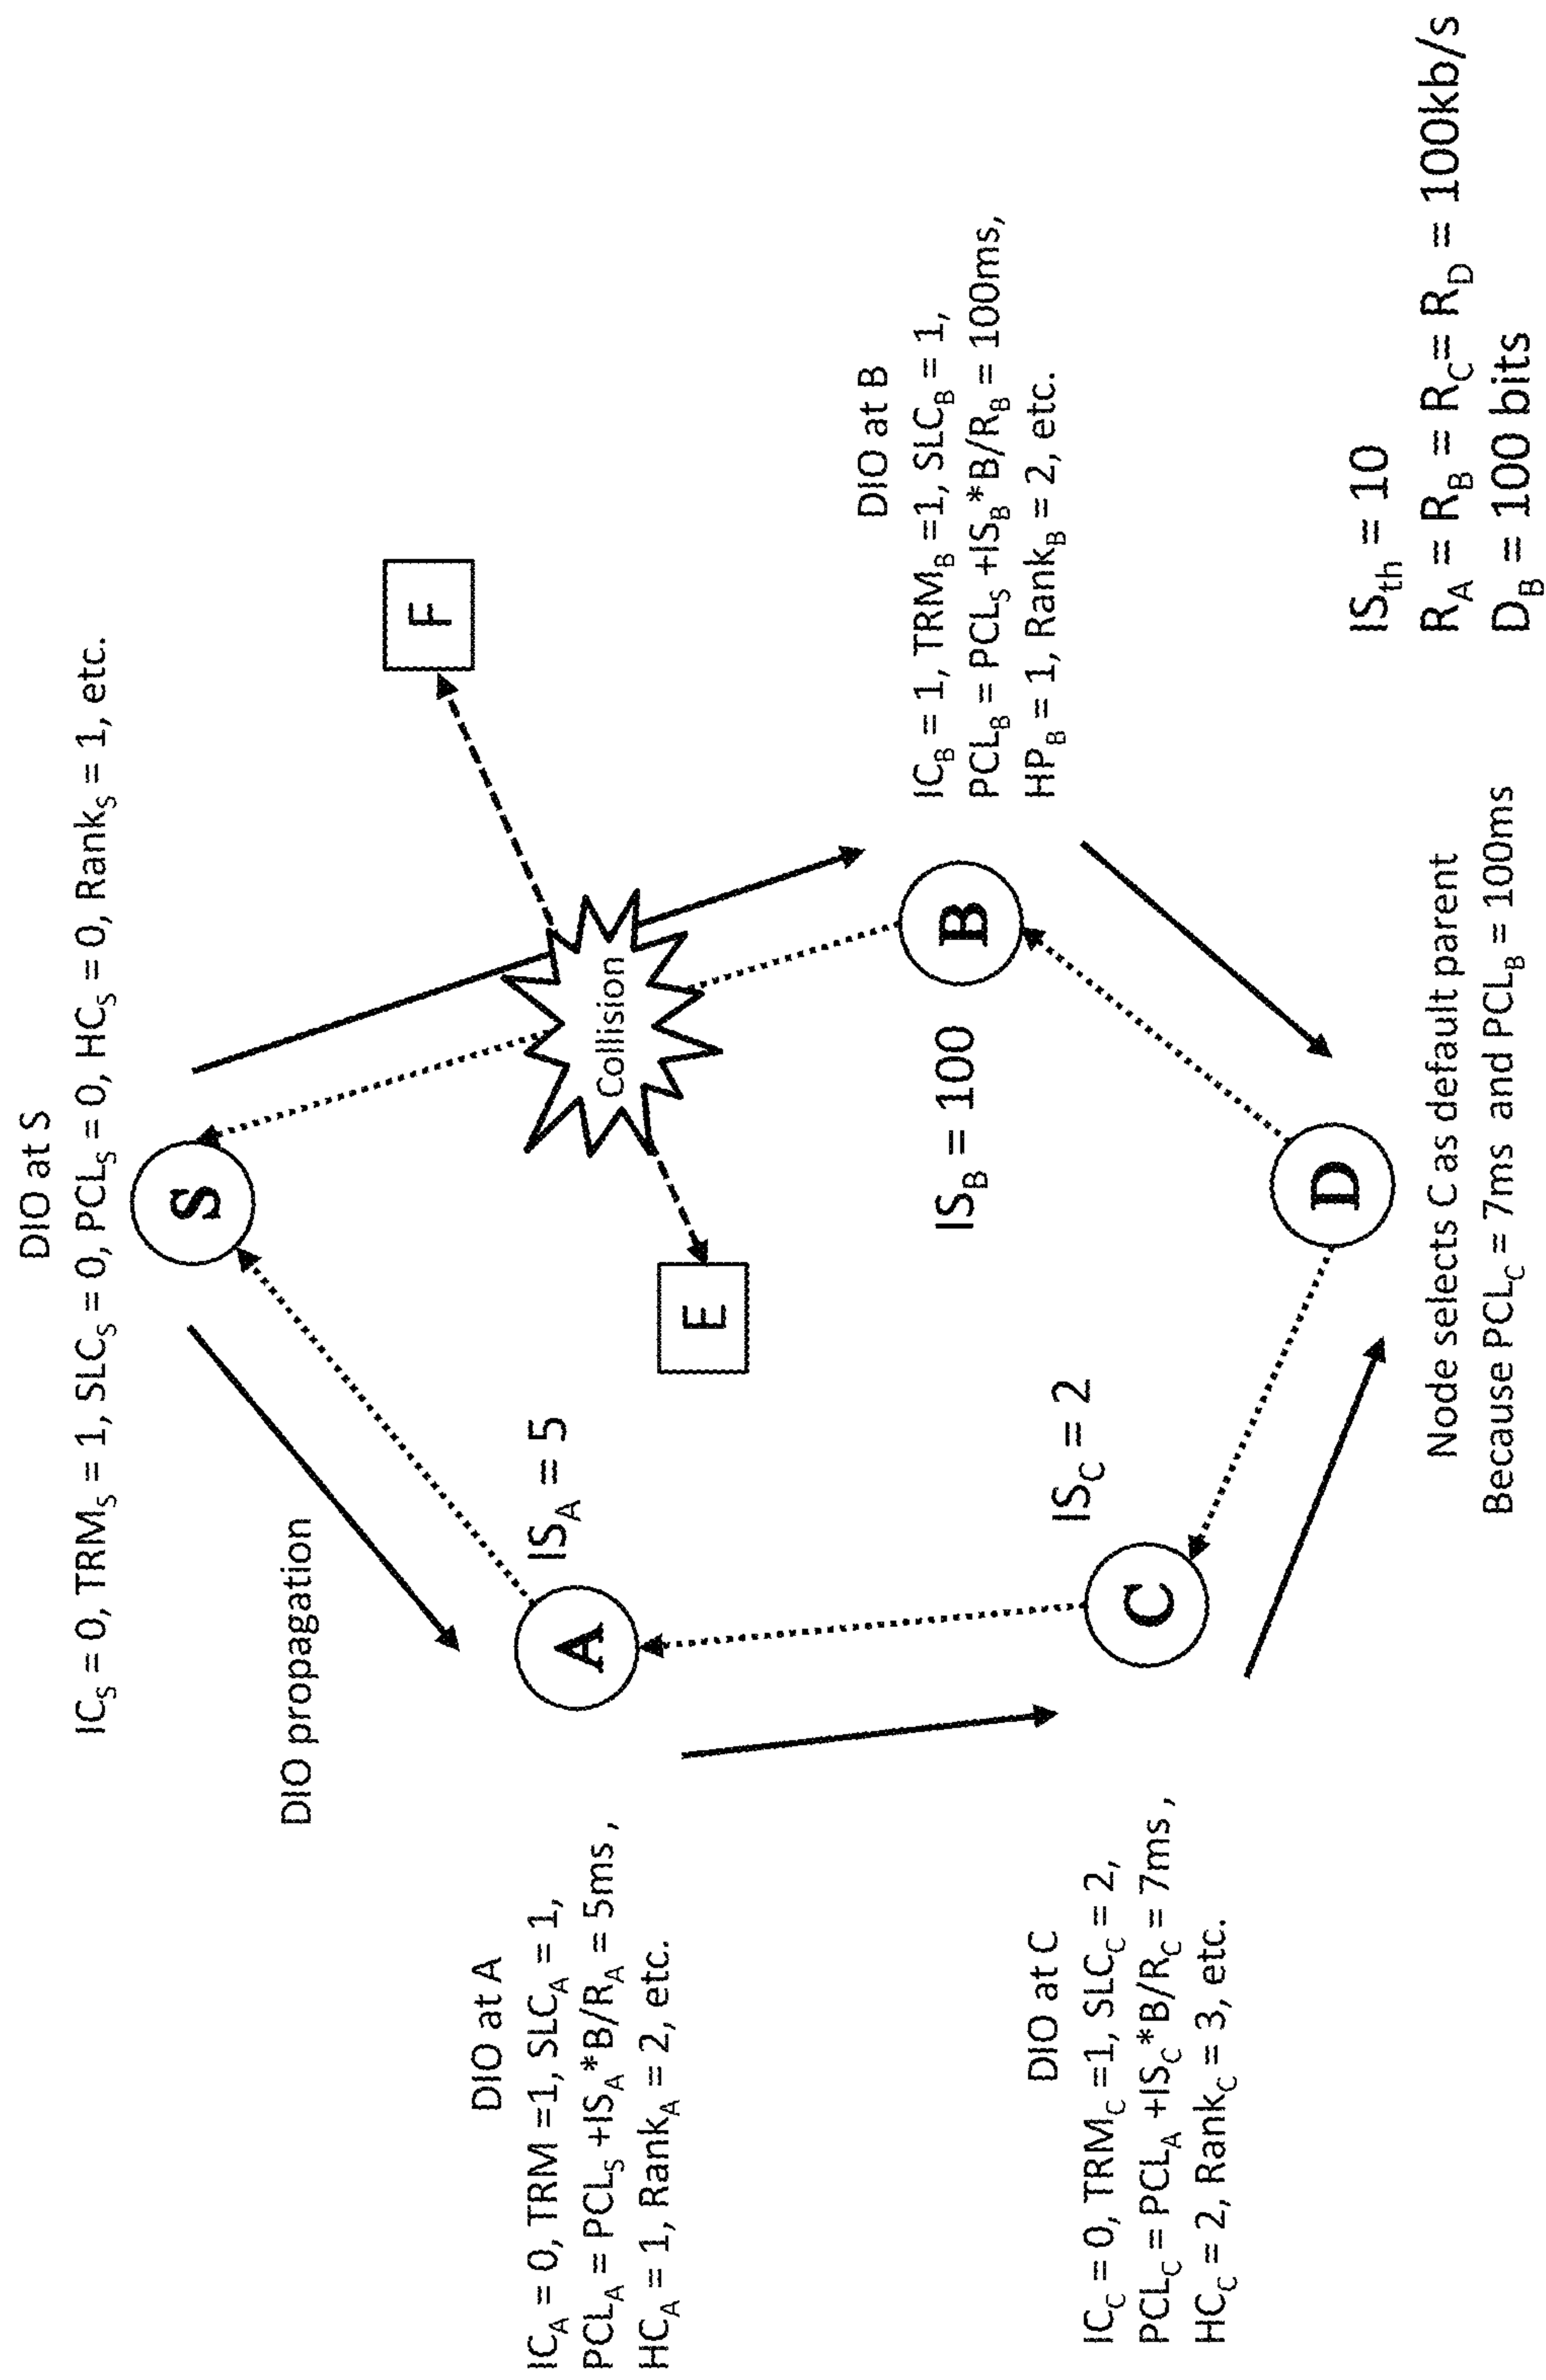 DIO at S
IC_S = 0, TRM_S = 1, SLC_S = 0, PCL_S = 0, HC_S = 0, Rank_S = 1, etc.
DIO propagation
S
F
Collision
E
DIO at A
IC_A = 0, TRM =1, SLC_A = 1,
PCL_A = PCL_S +IS_A*B/R_A = 5ms ,
HC_A = 1, Rank_A = 2, etc.
A
IS_A = 5
DIO at B
IC_B = 1, TRM_B =1, SLC_B = 1,
PCL_B = PCL_S +IS_B*B/R_B = 100ms,
HP_B = 1, Rank_B = 2, etc.
B
IS_B = 100
DIO at C
IC_C = 0, TRM_C =1, SLC_C = 2,
PCL_C = PCL_A +IS_C*B/R_C = 7ms ,
HC_C = 2, Rank_C = 3, etc.
C
IS_C = 2
D
Node selects C as default parent
Because PCL_C = 7ms and PCL_B = 100ms
IS_th = 10
R_A = R_B = R_C= R_D = 100kb/s
D_B = 100 bits